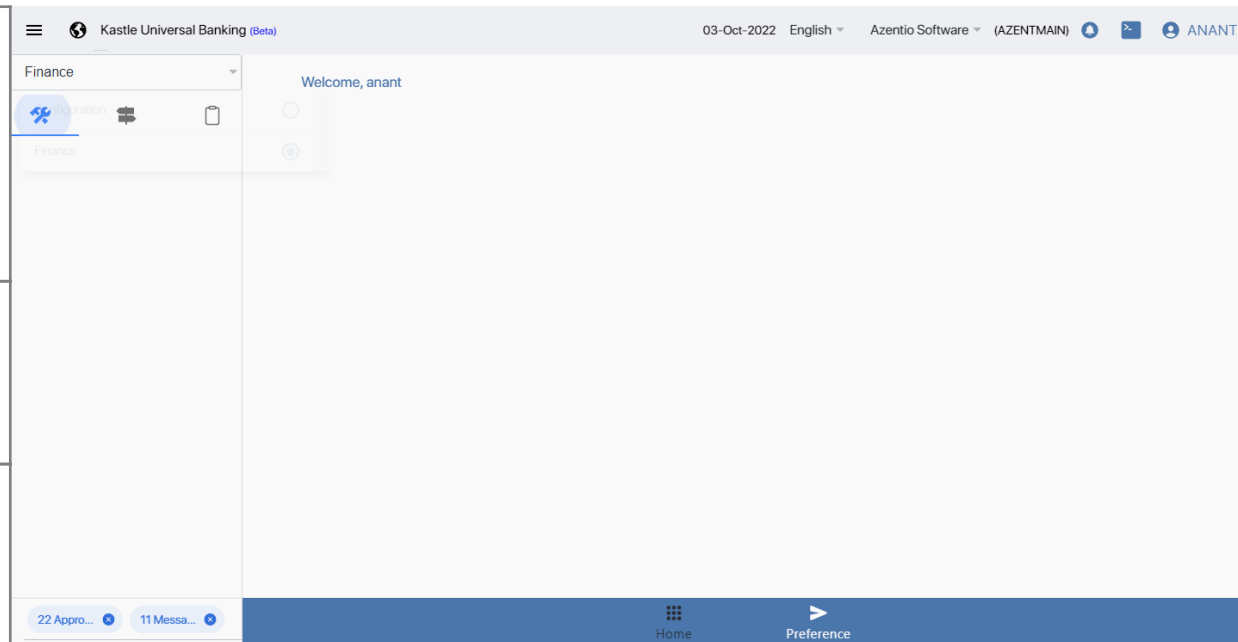 Kastle Universal Banking (Beta) 03-Oct-2022 English Azentio Software (AZENTMAIN) ANANT
Finance
Welcome, anant
Configuration
Finance
22 Appro... 11 Messa...
Home Preference